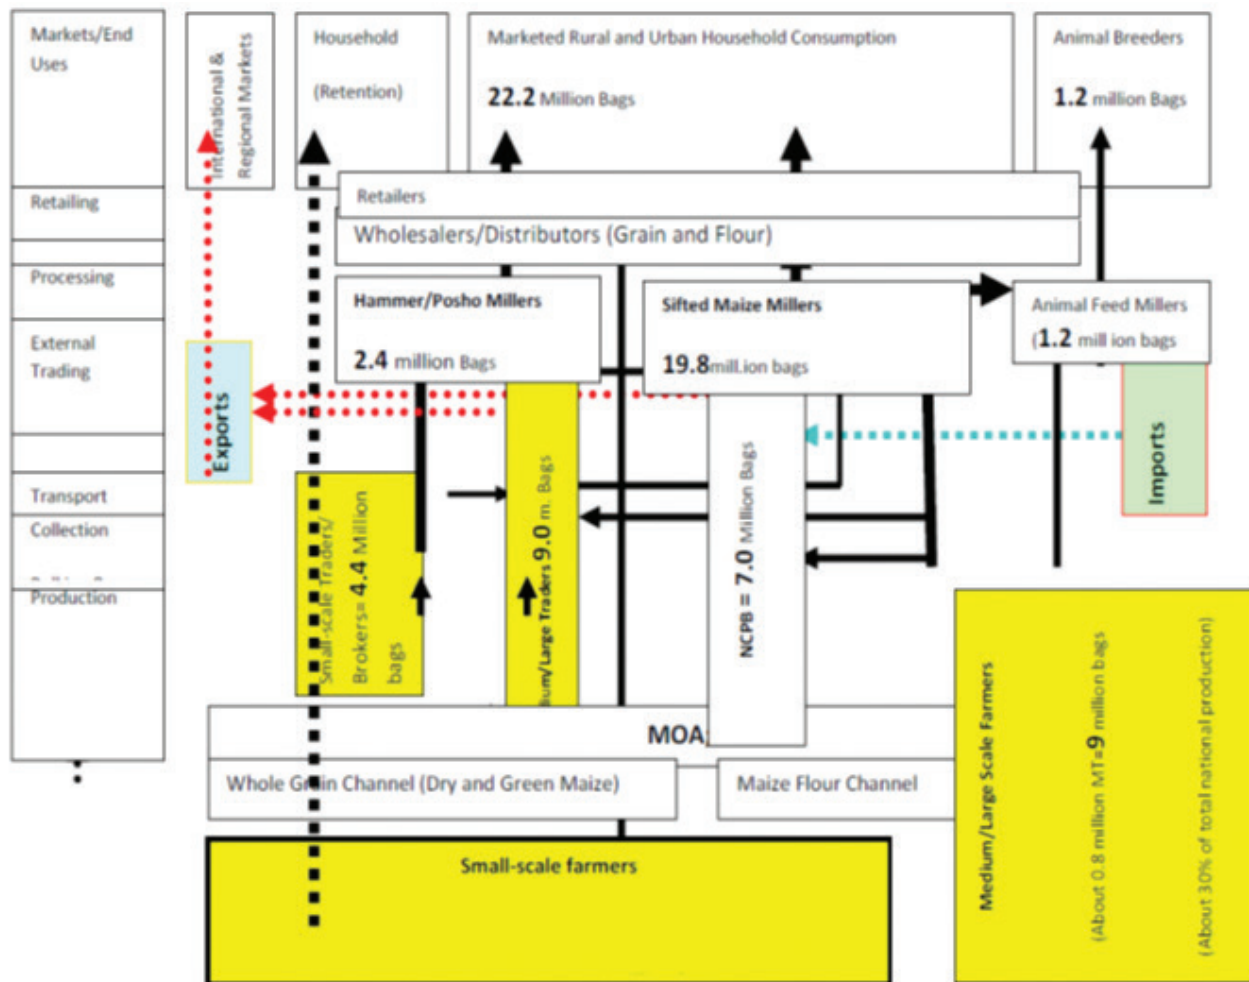 Markets/End
Uses
International &
Regional Markets
Household
(Retention)
Marketed Rural and Urban Household Consumption
22.2 Million Bags
Animal Breeders
1.2 million Bags
Retailing
Retailers
Wholesalers/Distributors (Grain and Flour)
Processing
Hammer/Posho Millers
2.4 million Bags
Sifted Maize Millers
19.8mill.ion bags
Animal Feed Millers
(1.2 mill ion bags
External
Trading
Exports
Imports
Transport
Collection
Production
Small-scale Traders/
Brokers= 4.4 Million
bags
ium/Large Traders 9.0 m. Bags
NCPB = 7.0 Million Bags
MOA
Whole Grain Channel (Dry and Green Maize)
Maize Flour Channel
Small-scale farmers
Medium/Large Scale Farmers
(About 0.8 million MT=9 million bags
(About 30% of total national production)